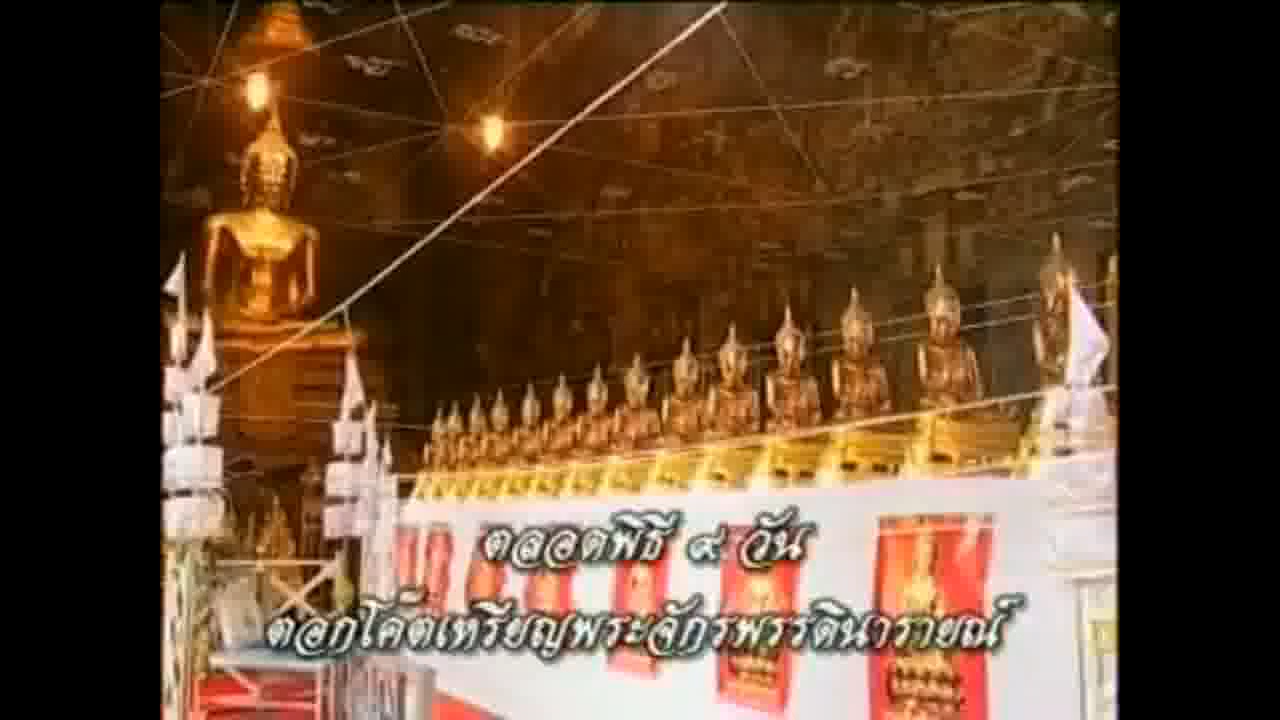 ตลอดพิธี ๙ วัน
ตอกโค๊ตเหรียญพระจักรพรรดินารายณ์